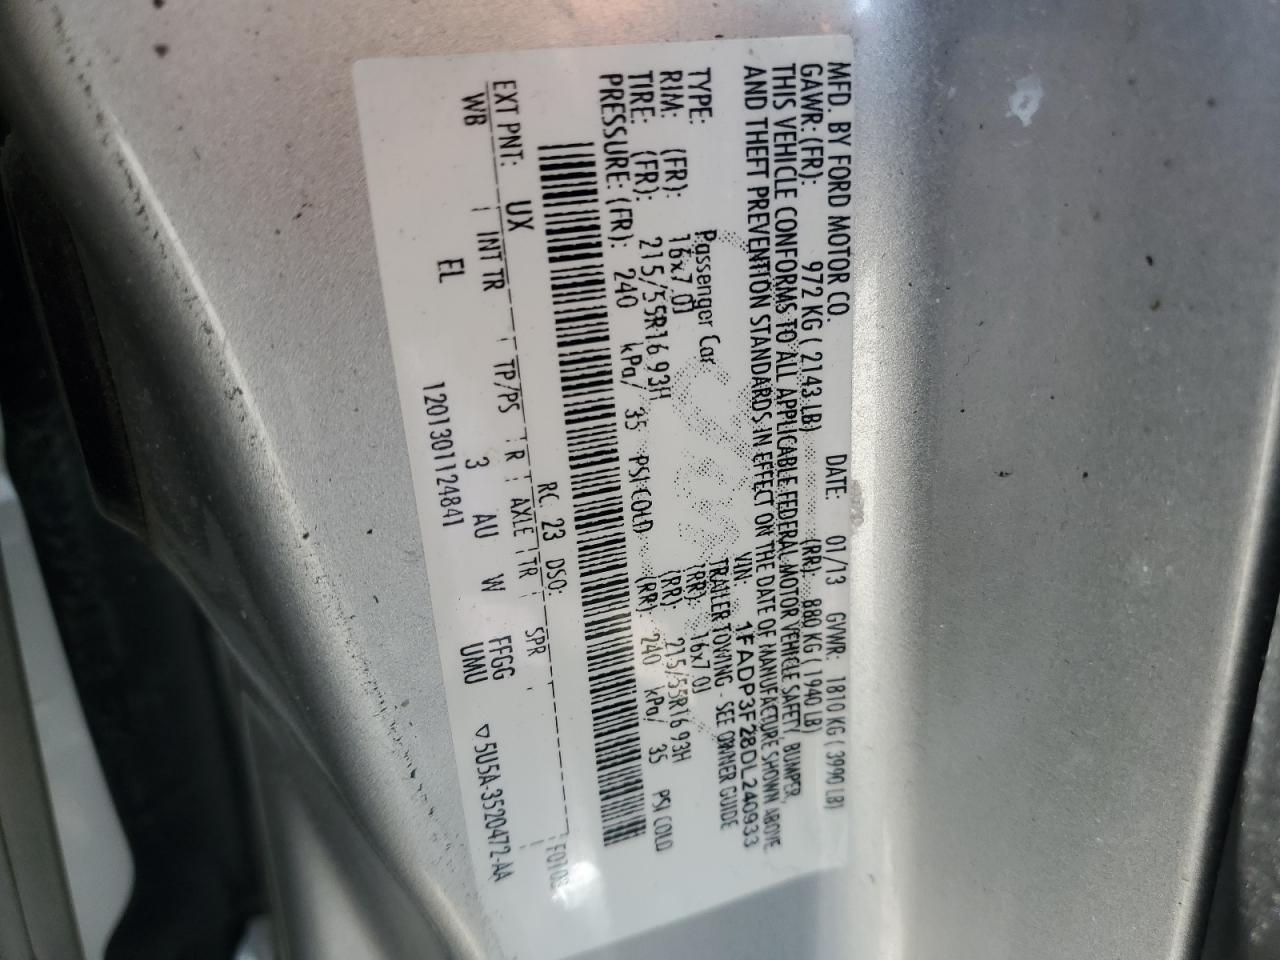 MFD. BY FORD MOTOR CO. DATE: 01/13 GVWR: 1810 KG ( 3990 LB)
GAWR: (FR): 972 KG ( 2143 LB) (RR): 880 KG ( 1940 LB)
THIS VEHICLE CONFORMS TO ALL APPLICABLE FEDERAL MOTOR VEHICLE SAFETY, BUMPER,
AND THEFT PREVENTION STANDARDS IN EFFECT ON THE DATE OF MANUFACTURE SHOWN ABOVE.
VIN: 1FADP3F28DL240933
TYPE: Passenger Car TRAILER TOWING - SEE OWNER GUIDE
RIM: (FR): 16x7.0J (RR): 16x7.0J
TIRE: (FR): 215/55R16 93H (RR): 215/55R16 93H
PRESSURE: (FR): 240 kPa/ 35 PSI COLD (RR): 240 kPa/ 35 PSI COLD
RC: 23 DSO:
EXT PNT: UX
WB INT TR TP/PS R AXLE TR SPR
EL 3 AU W FFGG
UMU
1201301124841
5U5A-3520472-AA